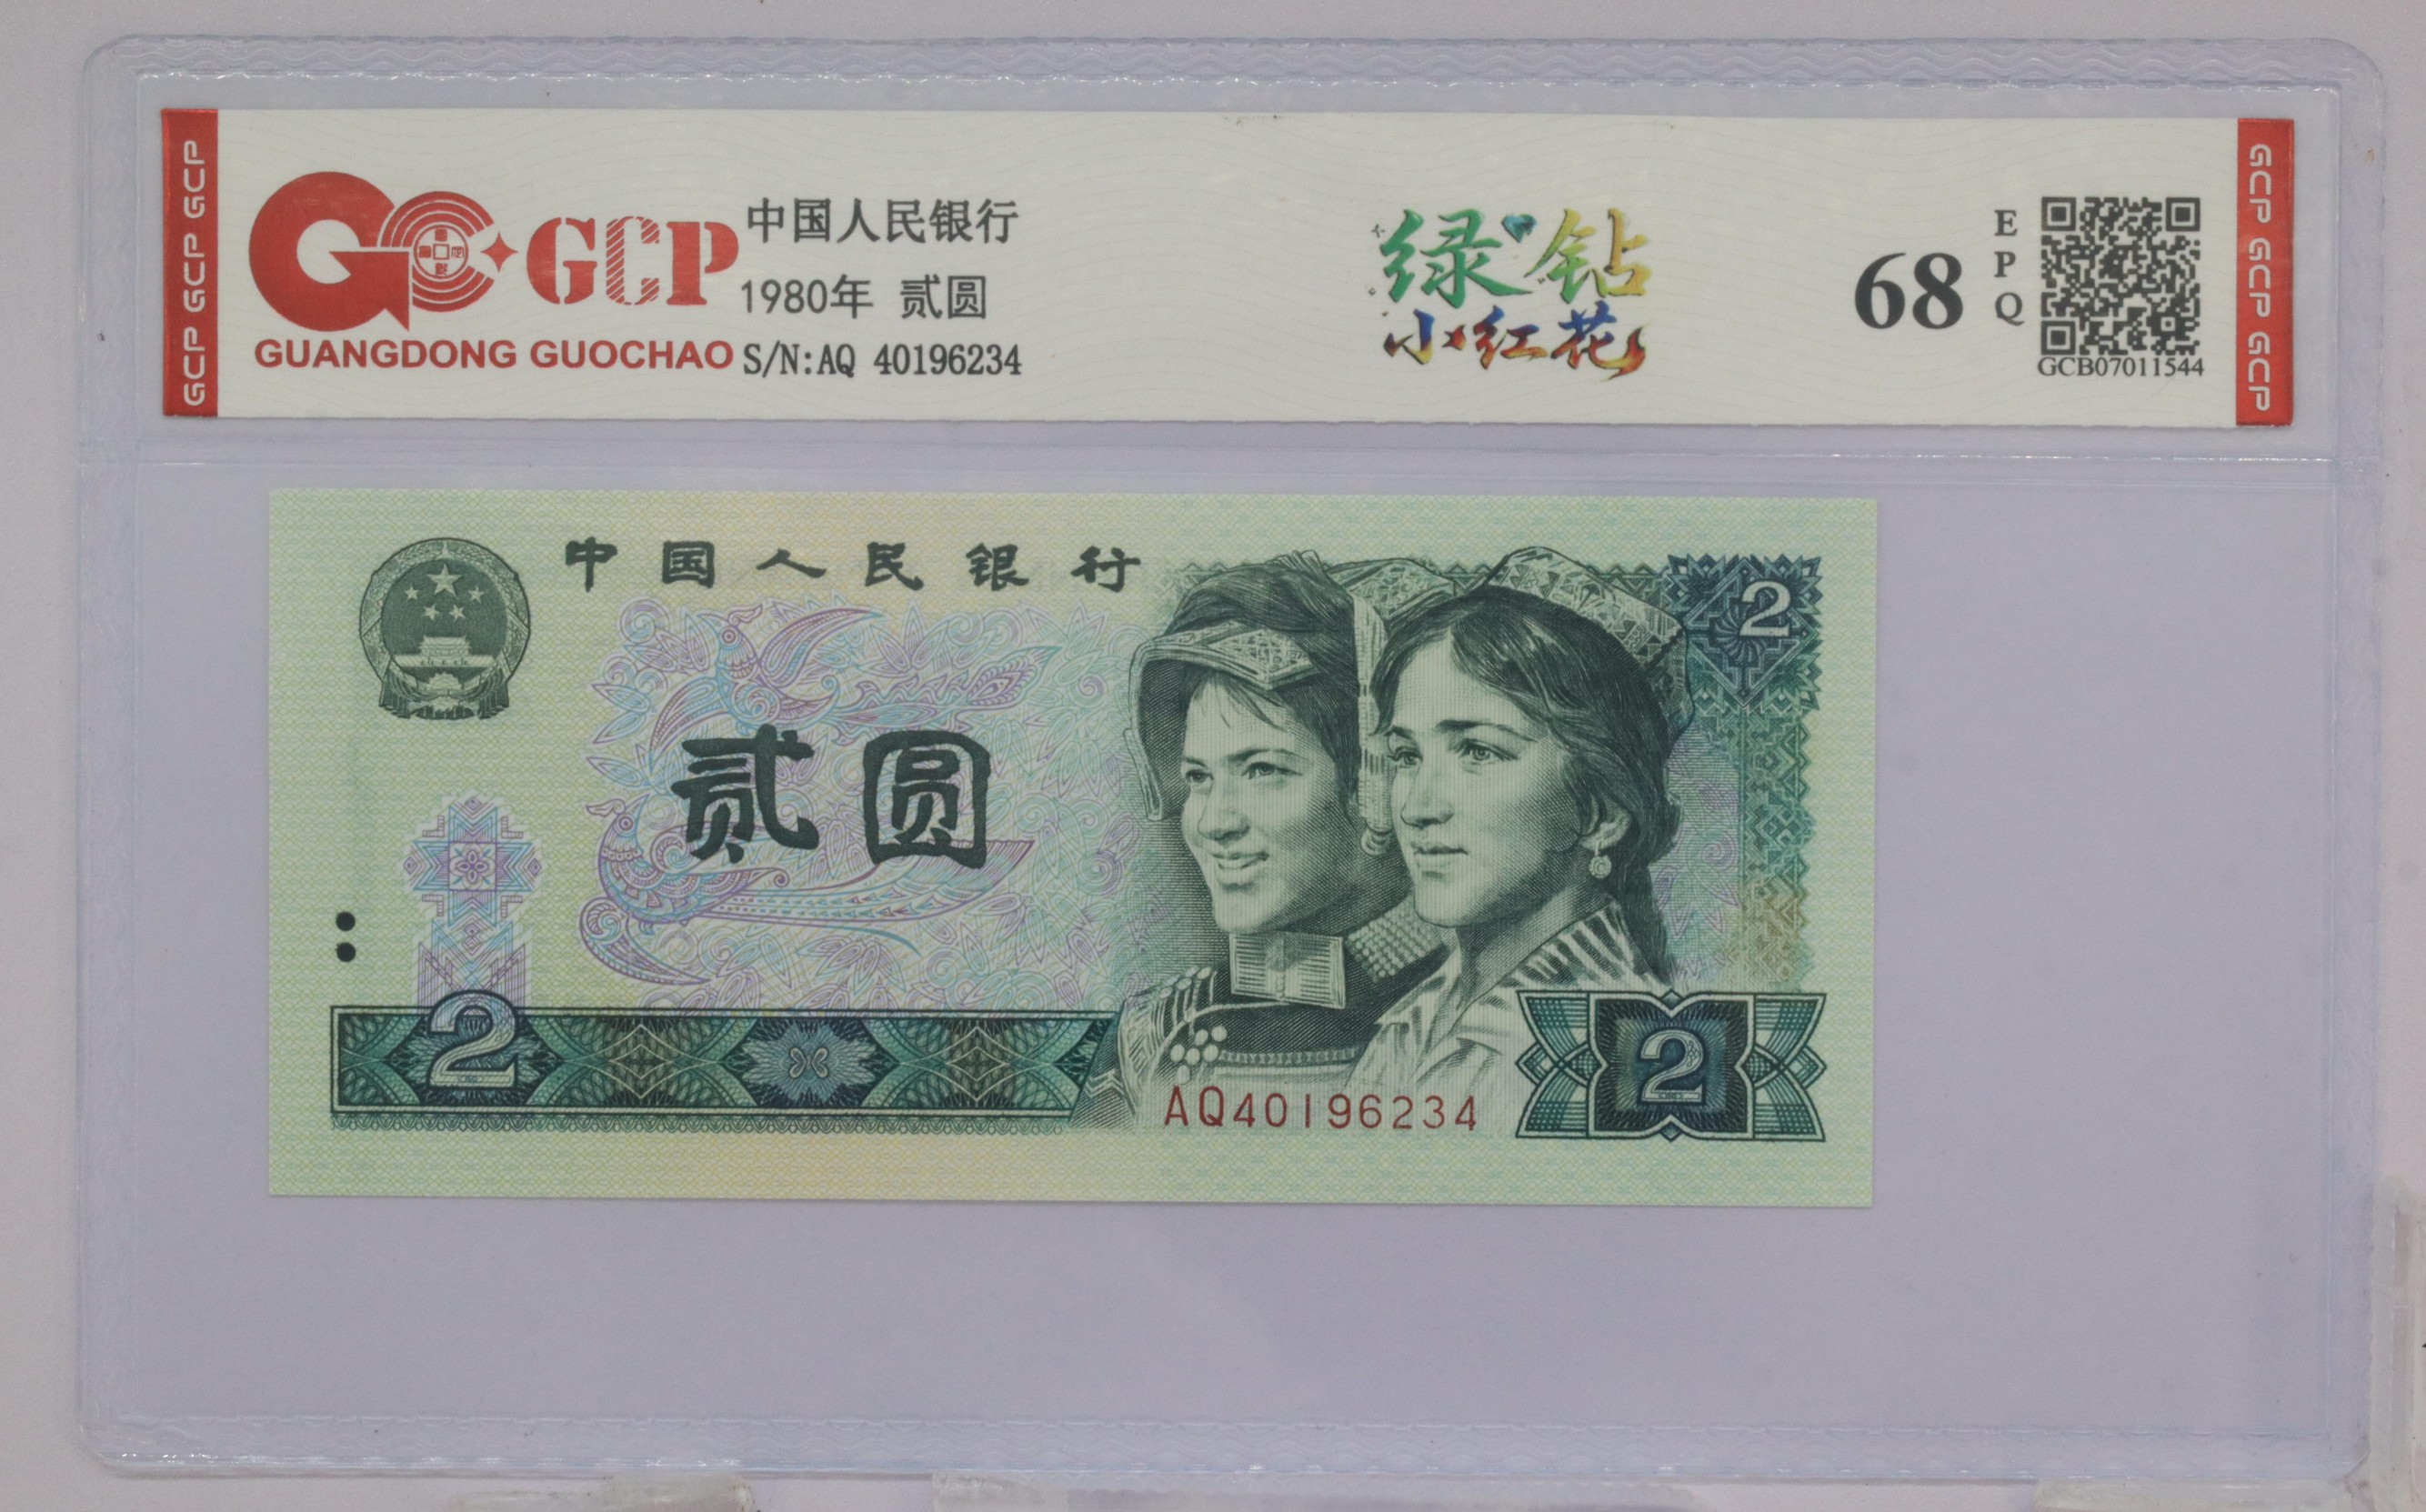 GCP GCP GCP
GCP
GUANGDONG GUOCHAO
中国人民银行
1980年 贰圆
S/N:AQ 40196234
绿钻
小红花
68
EPQ
GCB07011544
GCP GCP GCP
中国人民银行
贰圆
2
2
2
AQ40196234